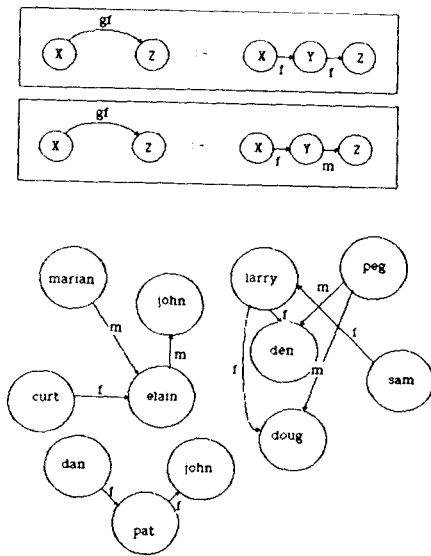 gf
X Z :- X Y Z
f f
gf
X Z :- X Y Z
f m
marian
john
m
m
curt
f
elain
dan
f
pat
f
john
larry
peg
f
m
f
den
sam
f
m
doug